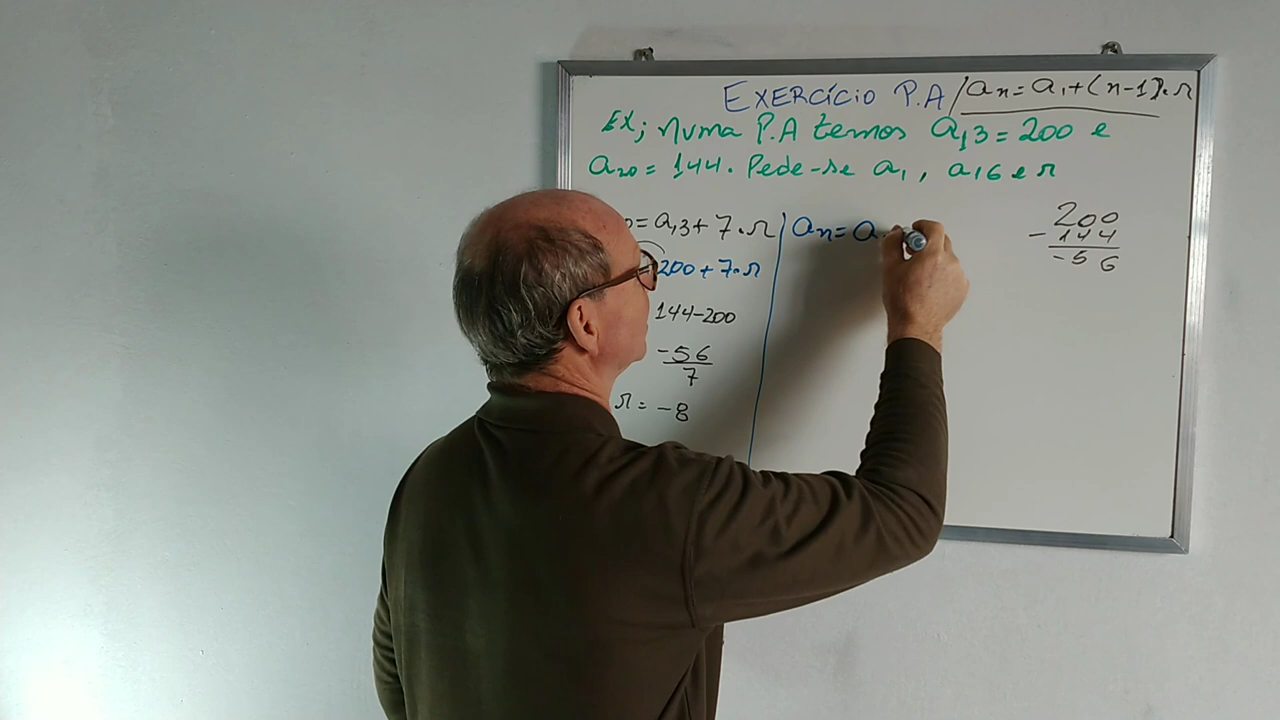 EXERCÍCIO P.A / an = a1 + (n-1).r
EX; numa P.A temos a13 = 200 e
a20 = 144. Pede-se a1, a16 e r
0 = a13 + 7.r
= 200 + 7.r
144-200
-56
7
r = -8
an = a
200
- 144
-56